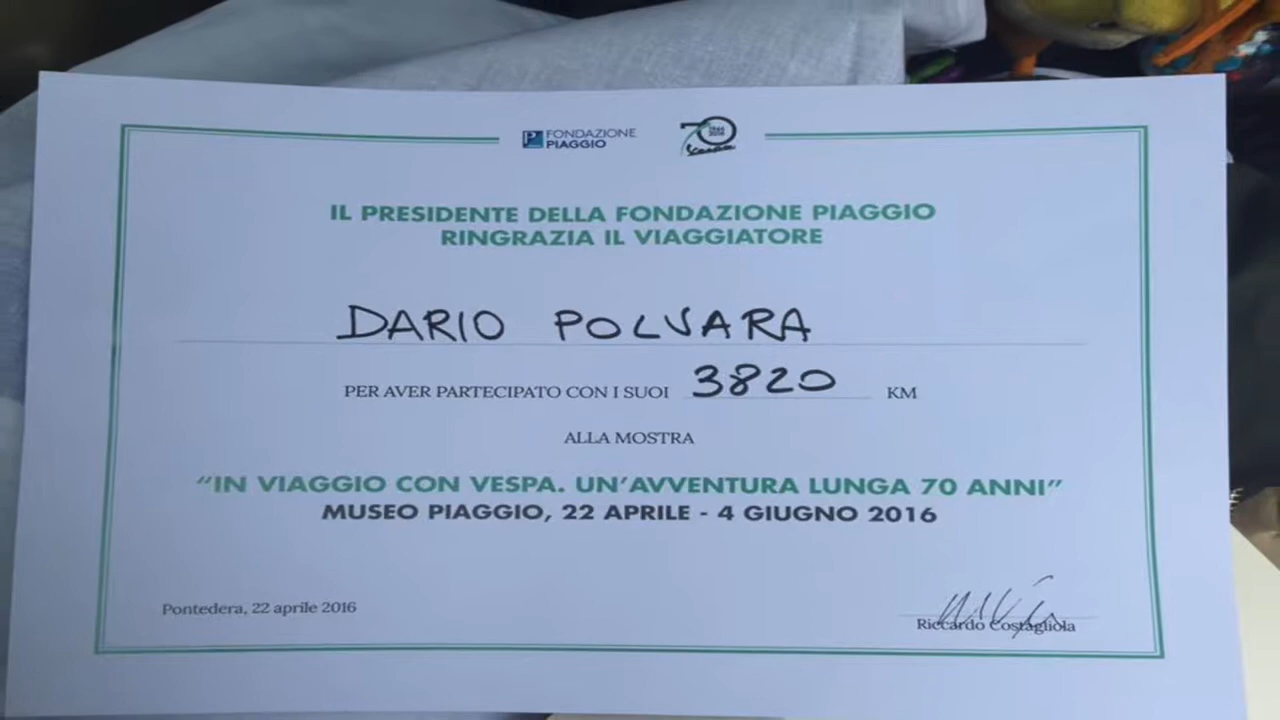 FONDAZIONE
PIAGGIO
70
IL PRESIDENTE DELLA FONDAZIONE PIAGGIO
RINGRAZIA IL VIAGGIATORE
DARIO POLVARA
PER AVER PARTECIPATO CON I SUOI 3820 KM
ALLA MOSTRA
“IN VIAGGIO CON VESPA. UN’AVVENTURA LUNGA 70 ANNI”
MUSEO PIAGGIO, 22 APRILE - 4 GIUGNO 2016
Pontedera, 22 aprile 2016
Riccardo Costagliola